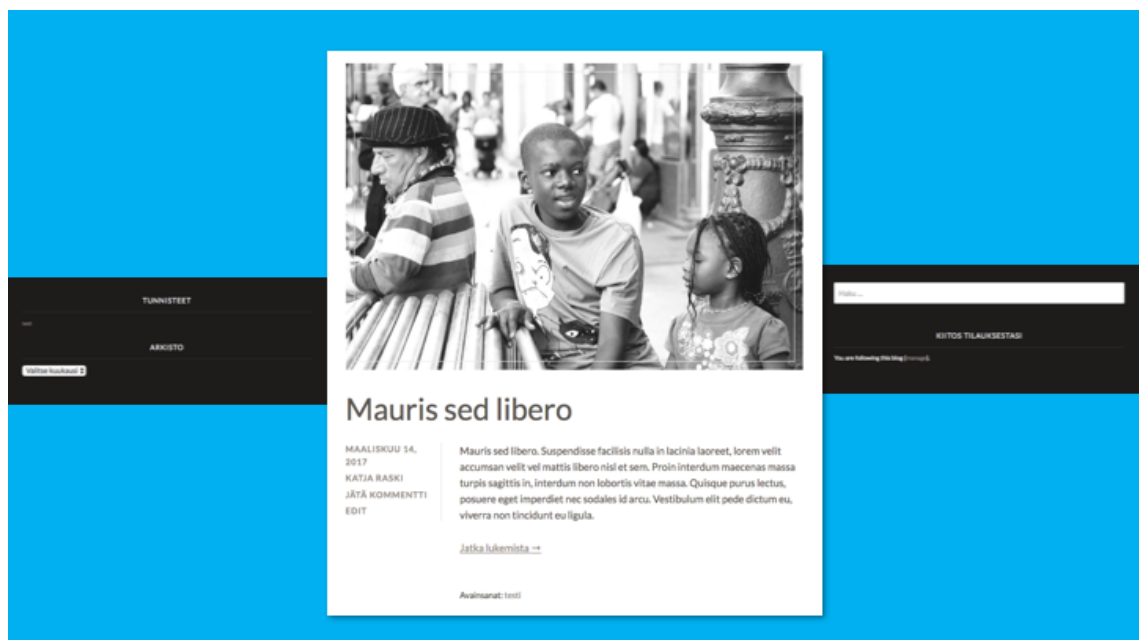 TUNNISTEET
ARKISTO
Valitse kuukausi
Mauris sed libero
MAALISKUU 14,
2017
KATJA RASKI
JÄTÄ KOMMENTTI
EDIT
Mauris sed libero. Suspendisse facilisis nulla in lacinia laoreet, lorem velit
accumsan velit vel mattis libero nisl et sem. Proin interdum maecenas massa
turpis sagittis in, interdum non lobortis vitae massa. Quisque purus lectus,
posuere eget imperdiet nec sodales id arcu. Vestibulum elit pede dictum eu,
viverra non tincidunt eu ligula.
Jatka lukemista →
Avainsanat: testi
Haku …
KIITOS TILAUKSESTASI
You are following this blog (manage).